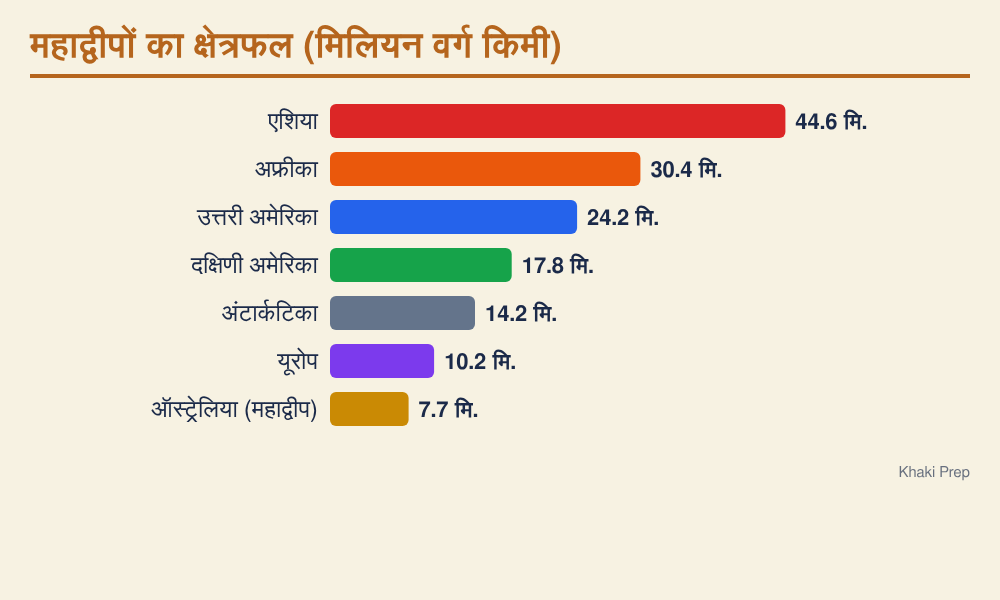 महाद्वीपों का क्षेत्रफल (मिलियन वर्ग किमी)
एशिया 44.6 मि.
अफ्रीका 30.4 मि.
उत्तरी अमेरिका 24.2 मि.
दक्षिणी अमेरिका 17.8 मि.
अंटार्कटिका 14.2 मि.
यूरोप 10.2 मि.
ऑस्ट्रेलिया (महाद्वीप) 7.7 मि.
Khaki Prep